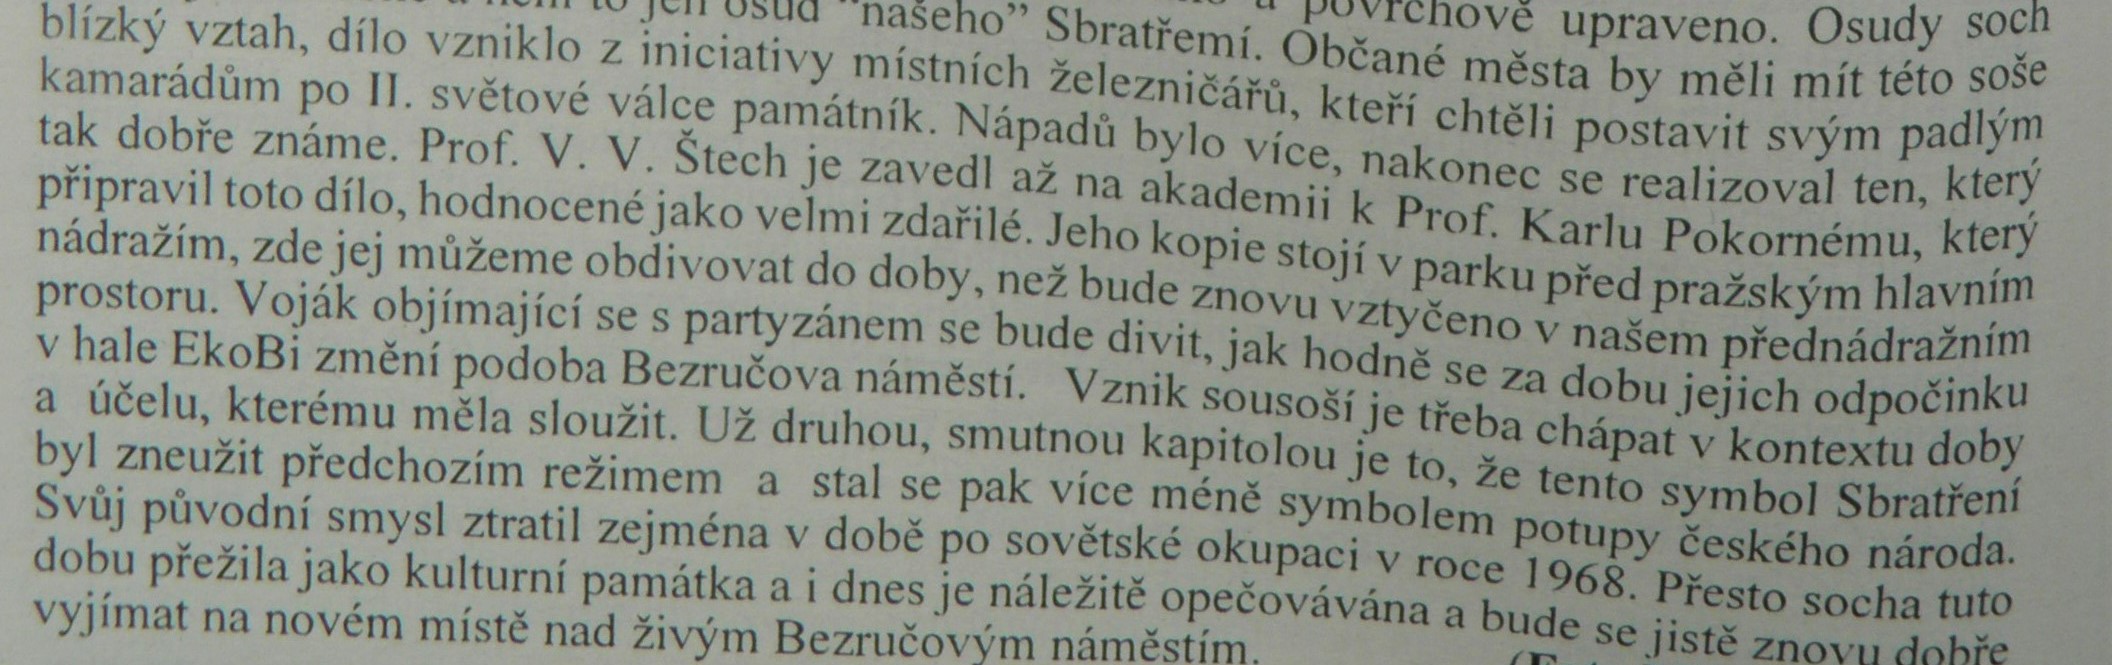 povrchově upraveno. Osudy soch
to jen osud “našeho” Sbratřemí. Občané města by měli mít této soše
blízký vztah, dílo vzniklo z iniciativy místních železničářů, kteří chtěli postavit svým padlým
kamarádům po II. světové válce památník. Nápadů bylo více, nakonec se realizoval ten, který
tak dobře známe. Prof. V. V. Štech je zavedl až na akademii k Prof. Karlu Pokornému, který
připravil toto dílo, hodnocené jako velmi zdařilé. Jeho kopie stojí v parku před pražským hlavním
nádražím, zde jej můžeme obdivovat do doby, než bude znovu vztyčeno v našem přednádražním
prostoru. Voják objímající se s partyzánem se bude divit, jak hodně se za dobu jejich odpočinku
v hale EkoBi změní podoba Bezručova náměstí. Vznik sousoší je třeba chápat v kontextu doby
a účelu, kterému měla sloužit. Už druhou, smutnou kapitolou je to, že tento symbol Sbratření
byl zneužit předchozím režimem a stal se pak více méně symbolem potupy českého národa.
Svůj původní smysl ztratil zejména v době po sovětské okupaci v roce 1968. Přesto socha tuto
dobu přežila jako kulturní památka a i dnes je náležitě opečovávána a bude se jistě znovu dobře
vyjímat na novém místě nad živým Bezručovým náměstím.